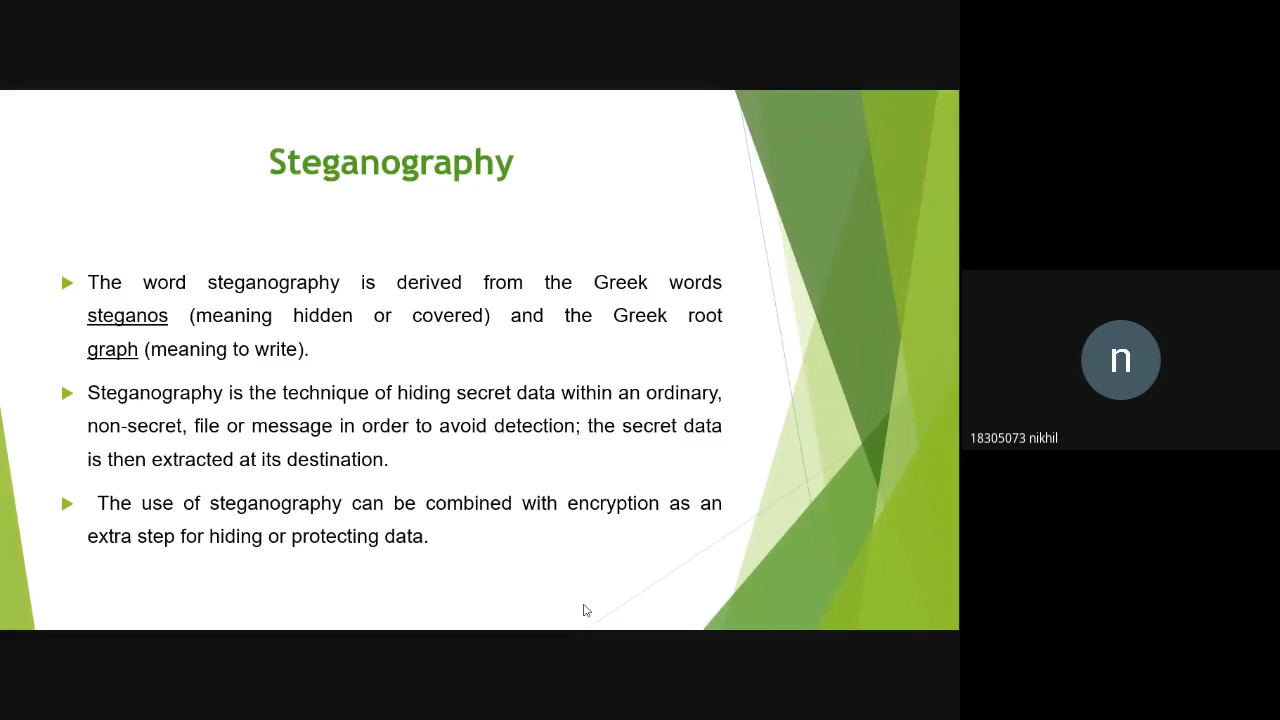 Steganography
The word steganography is derived from the Greek words
steganos (meaning hidden or covered) and the Greek root
graph (meaning to write).
Steganography is the technique of hiding secret data within an ordinary,
non-secret, file or message in order to avoid detection; the secret data
is then extracted at its destination.
The use of steganography can be combined with encryption as an
extra step for hiding or protecting data.
n
18305073 nikhil